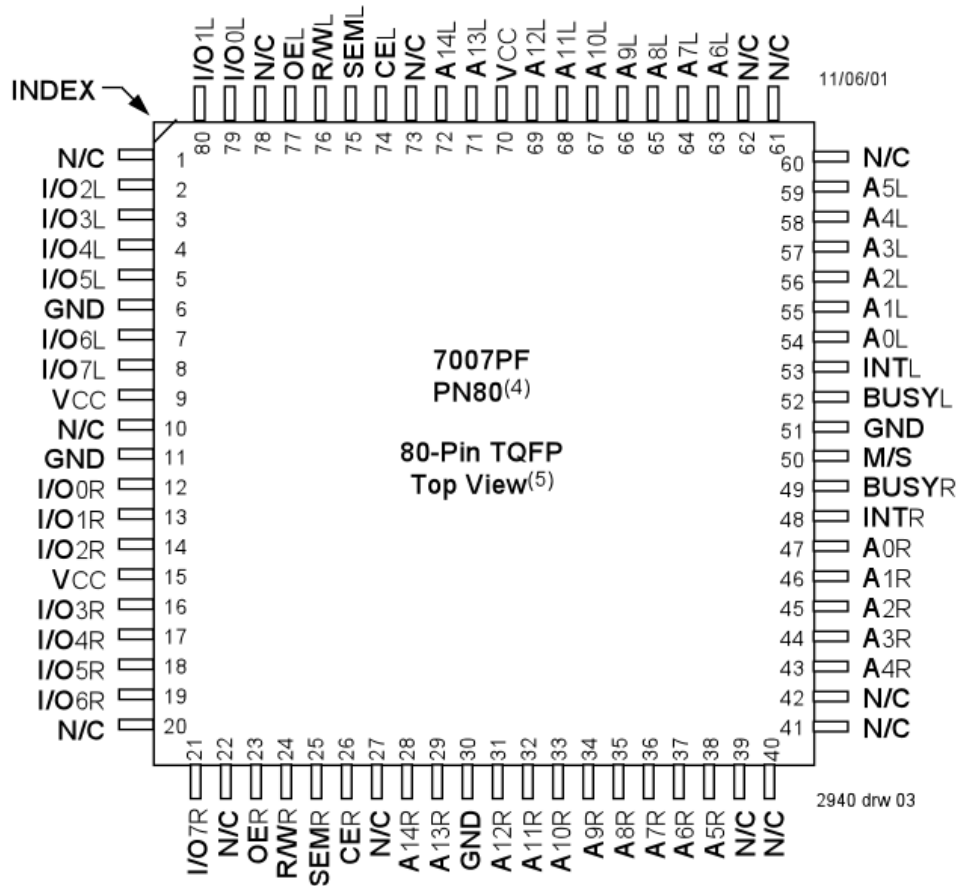 I/O1L
I/O0L
N/C
OEL
R/WL
SEML
CEL
N/C
A14L
A13L
VCC
A12L
A11L
A10L
A9L
A8L
A7L
A6L
N/C
N/C
11/06/01
INDEX
80
79
78
77
76
75
74
73
72
71
70
69
68
67
66
65
64
63
62
61
N/C 1
I/O2L 2
I/O3L 3
I/O4L 4
I/O5L 5
GND 6
I/O6L 7
I/O7L 8
VCC 9
N/C 10
GND 11
I/O0R 12
I/O1R 13
I/O2R 14
VCC 15
I/O3R 16
I/O4R 17
I/O5R 18
I/O6R 19
N/C 20
7007PF
PN80(4)
80-Pin TQFP
Top View(5)
60 N/C
59 A5L
58 A4L
57 A3L
56 A2L
55 A1L
54 A0L
53 INTL
52 BUSYL
51 GND
50 M/S
49 BUSYR
48 INTR
47 A0R
46 A1R
45 A2R
44 A3R
43 A4R
42 N/C
41 N/C
21
22
23
24
25
26
27
28
29
30
31
32
33
34
35
36
37
38
39
40
I/O7R
N/C
OER
R/WR
SEMR
CER
N/C
A14R
A13R
GND
A12R
A11R
A10R
A9R
A8R
A7R
A6R
A5R
N/C
N/C
2940 drw 03